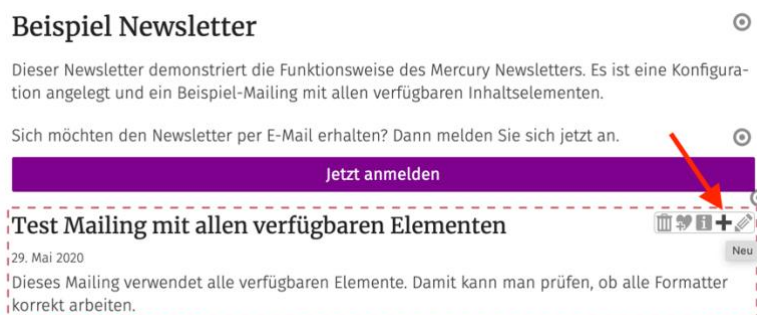 Beispiel Newsletter
Dieser Newsletter demonstriert die Funktionsweise des Mercury Newsletters. Es ist eine Konfigura-
tion angelegt und ein Beispiel-Mailing mit allen verfügbaren Inhaltselementen.
Sich möchten den Newsletter per E-Mail erhalten? Dann melden Sie sich jetzt an.
Jetzt anmelden
Test Mailing mit allen verfügbaren Elementen
Neu
29. Mai 2020
Dieses Mailing verwendet alle verfügbaren Elemente. Damit kann man prüfen, ob alle Formatter
korrekt arbeiten.